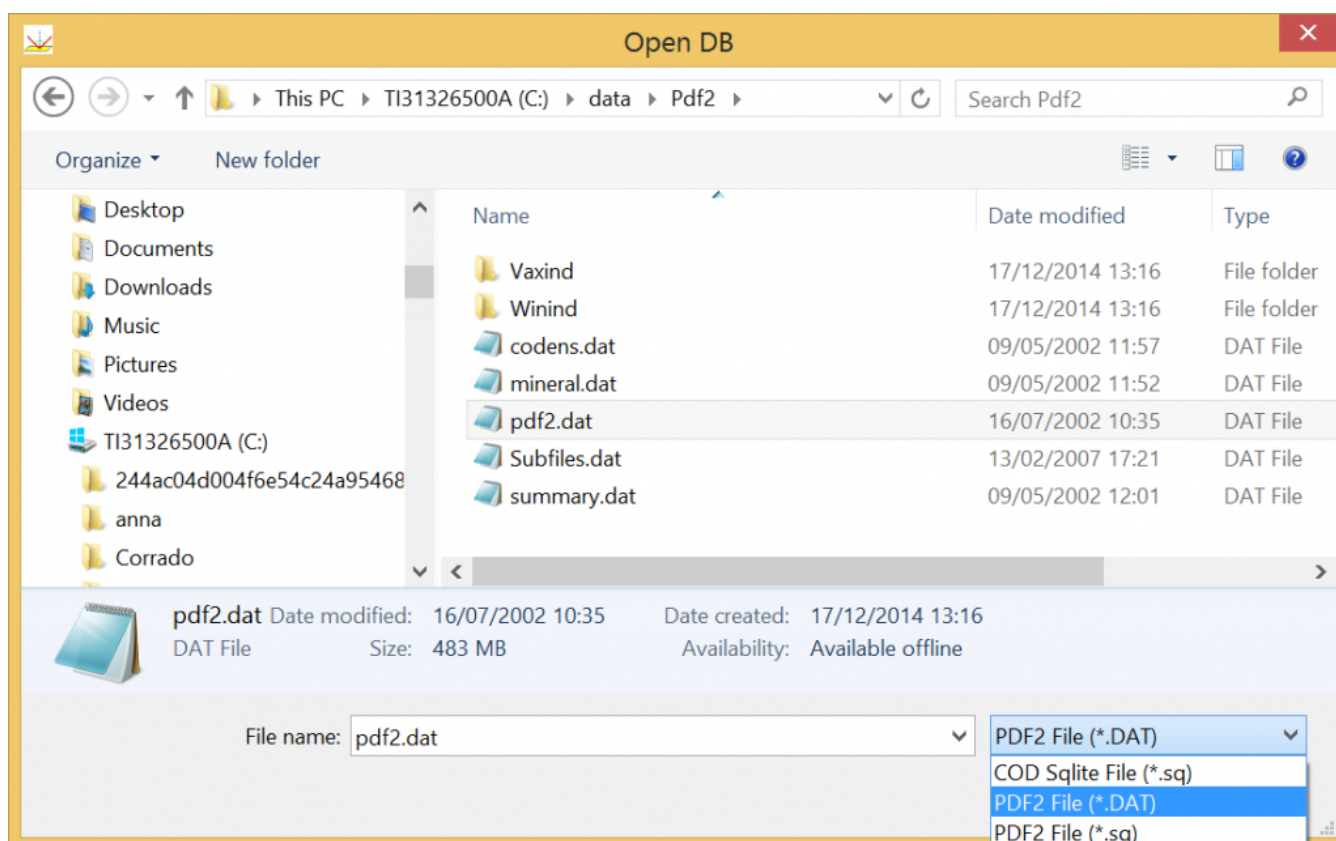 Open DB
This PC TI31326500A (C:) data Pdf2 Search Pdf2
Organize New folder
Desktop
Documents
Downloads
Music
Pictures
Videos
TI31326500A (C:)
244ac04d004f6e54c24a95468
anna
Corrado
Name Date modified Type
Vaxind 17/12/2014 13:16 File folder
Winind 17/12/2014 13:16 File folder
codens.dat 09/05/2002 11:57 DAT File
mineral.dat 09/05/2002 11:52 DAT File
pdf2.dat 16/07/2002 10:35 DAT File
Subfiles.dat 13/02/2007 17:21 DAT File
summary.dat 09/05/2002 12:01 DAT File
pdf2.dat Date modified: 16/07/2002 10:35 Date created: 17/12/2014 13:16
DAT File Size: 483 MB Availability: Available offline
File name: pdf2.dat PDF2 File (*.DAT)
COD Sqlite File (*.sq)
PDF2 File (*.DAT)
PDF2 File (*.sq)